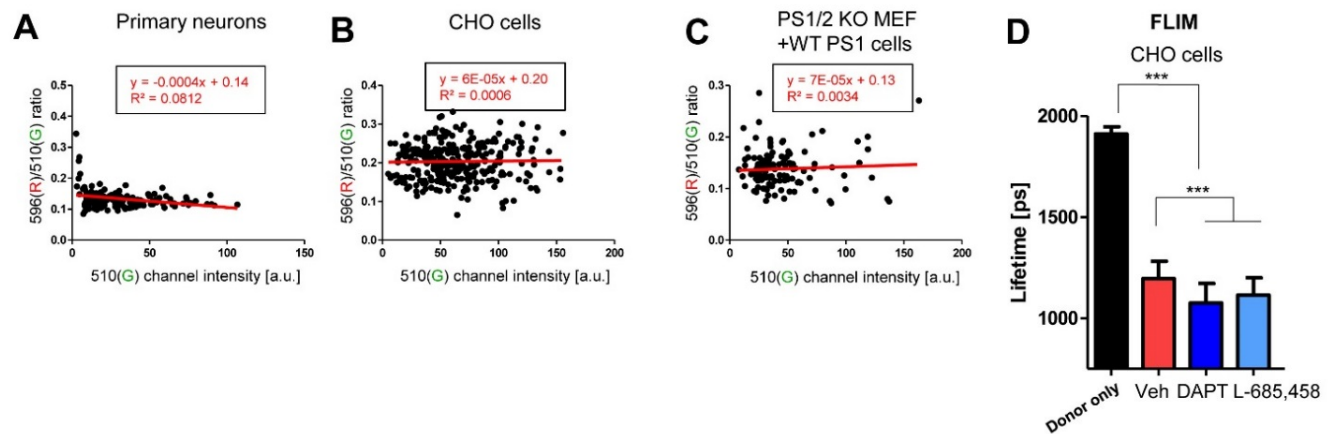 A
Primary neurons
596(R)/510(G) ratio
0.5
0.4
0.3
0.2
0.1
0.0
y = -0.0004x + 0.14
R² = 0.0812
0
50
100
150
510(G) channel intensity [a.u.]
B
CHO cells
596(R)/510(G) ratio
0.4
0.3
0.2
0.1
0.0
y = 6E-05x + 0.20
R² = 0.0006
0
50
100
150
200
510(G) channel intensity [a.u.]
C
PS1/2 KO MEF
+WT PS1 cells
596(R)/510(G) ratio
0.3
0.2
0.1
0.0
y = 7E-05x + 0.13
R² = 0.0034
0
50
100
150
200
510(G) channel intensity [a.u.]
D
FLIM
CHO cells
Lifetime [ps]
2000
1500
1000
***
***
Donor only
Veh
DAPT
L-685,458